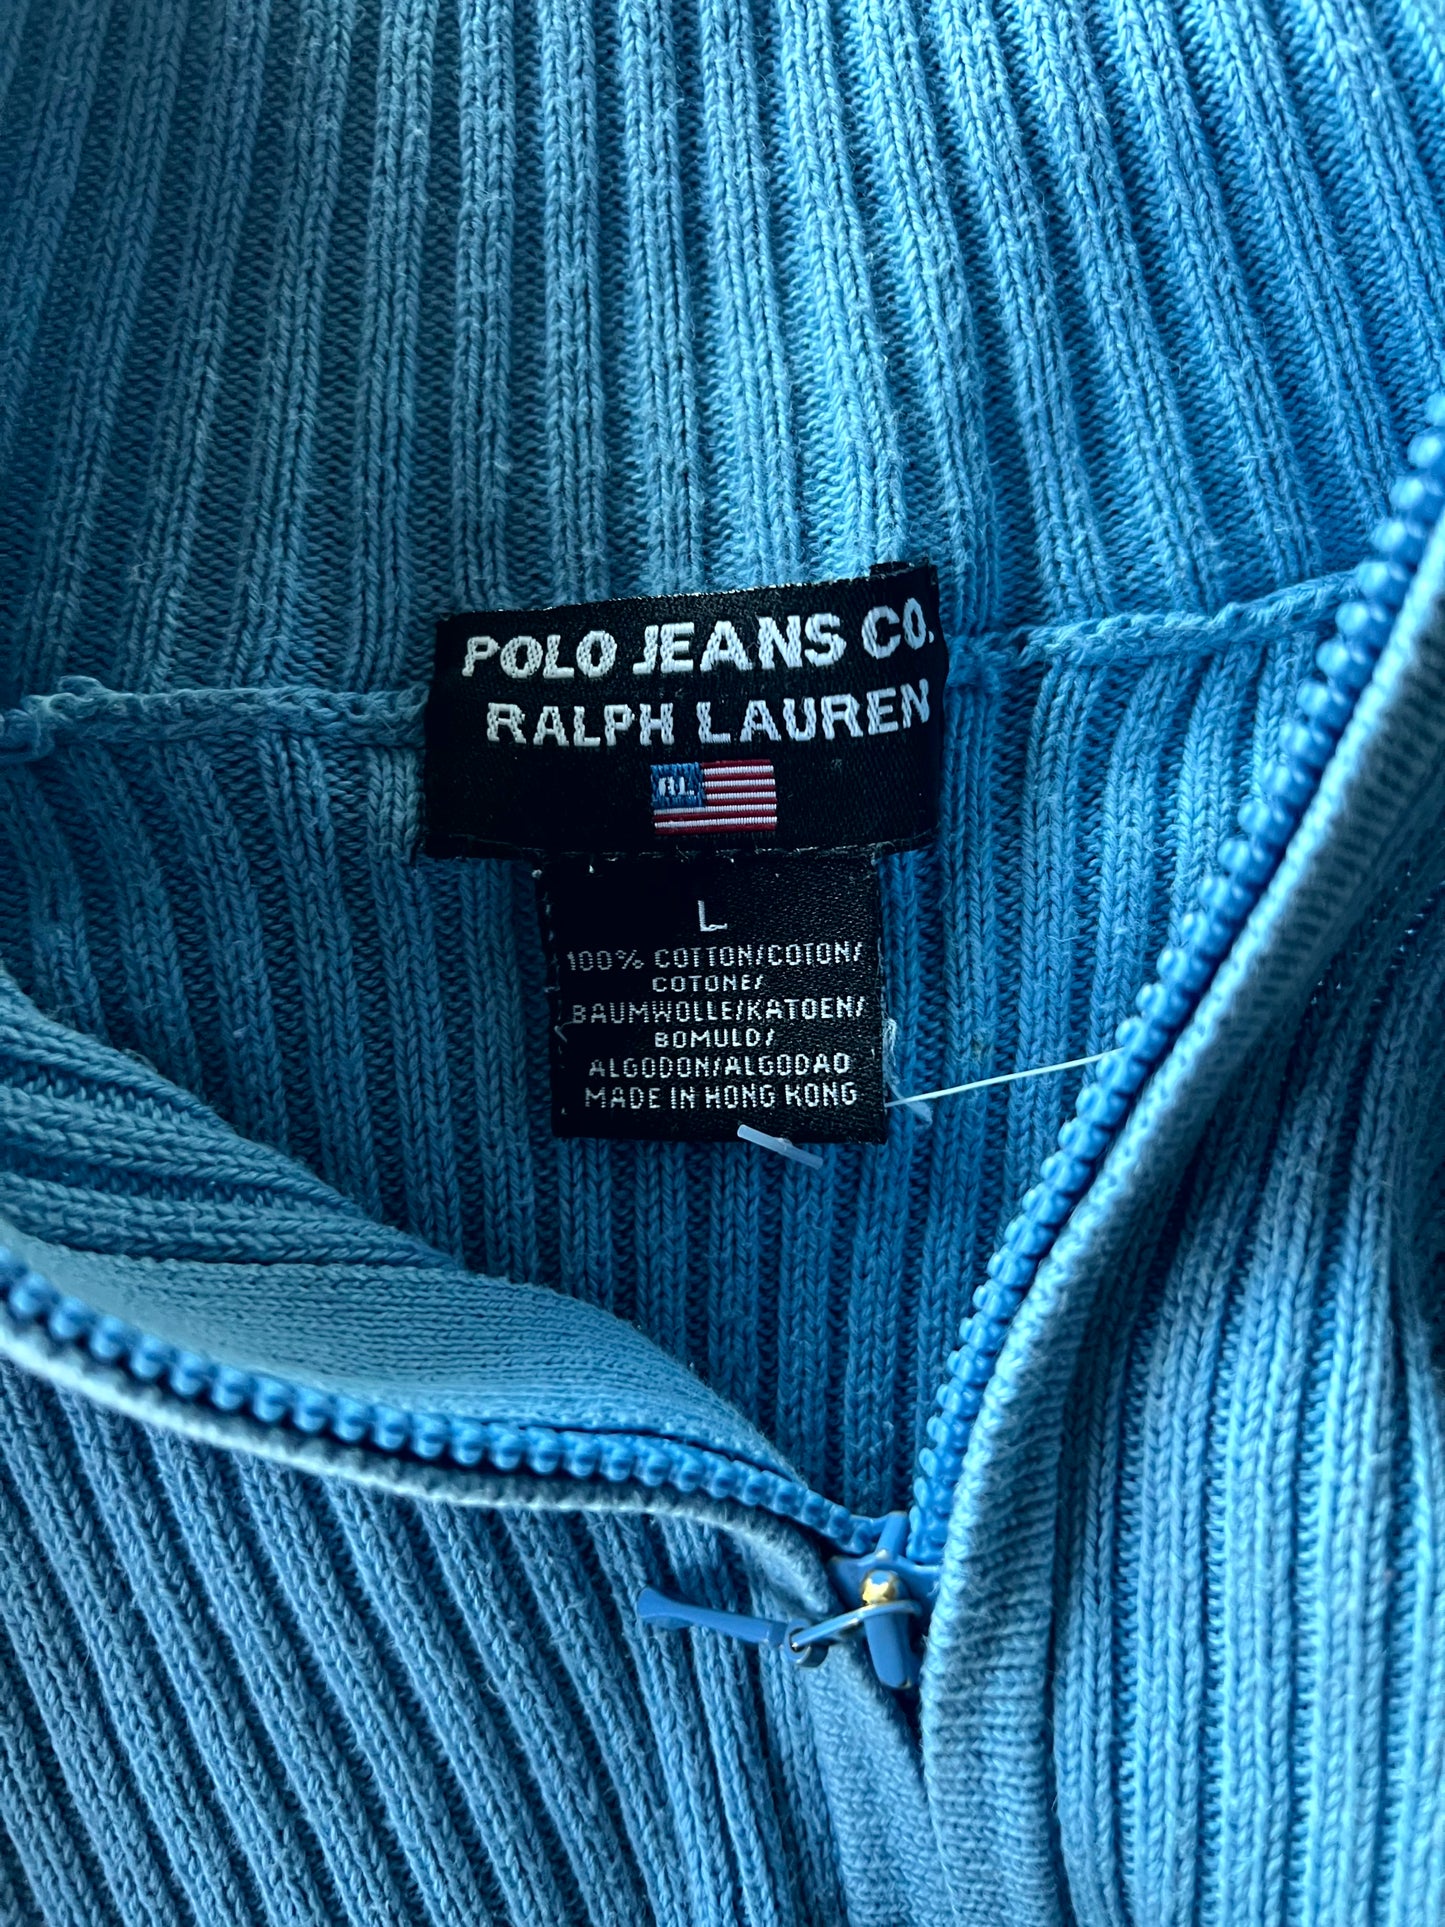 POLO JEANS CO.
RALPH LAUREN
RL
L
100% COTTON/COTON/
COTONE/
BAUMWOLLE/KATOEN/
BOMULD/
ALGODON/ALGODAO
MADE IN HONG KONG